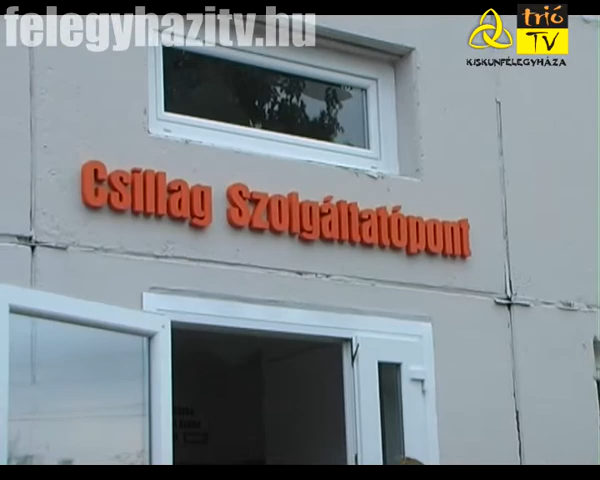 felegyhazitv.hu
trió
TV
KISKUNFÉLEGYHÁZA
Csillag Szolgáltatópont